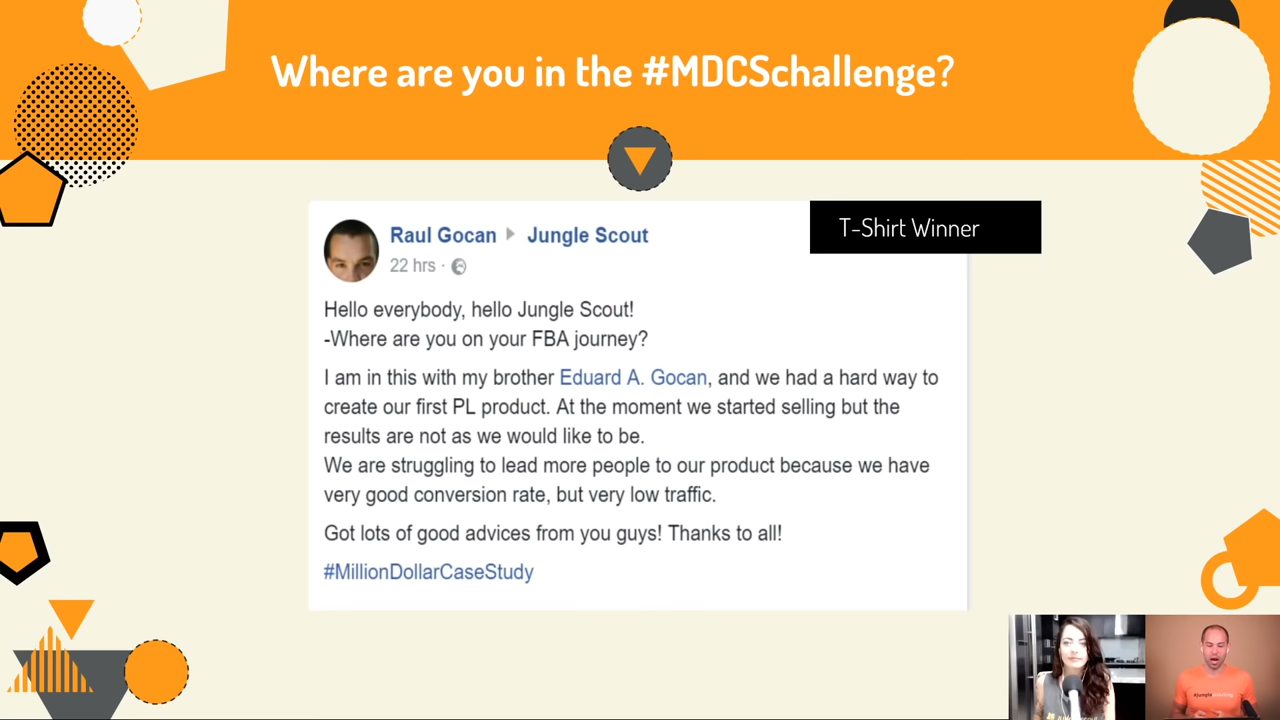 Where are you in the #MDCSchallenge?
T-Shirt Winner
Raul Gocan Jungle Scout
22 hrs ·
Hello everybody, hello Jungle Scout!
-Where are you on your FBA journey?
I am in this with my brother Eduard A. Gocan, and we had a hard way to
create our first PL product. At the moment we started selling but the
results are not as we would like to be.
We are struggling to lead more people to our product because we have
very good conversion rate, but very low traffic.
Got lots of good advices from you guys! Thanks to all!
#MillionDollarCaseStudy